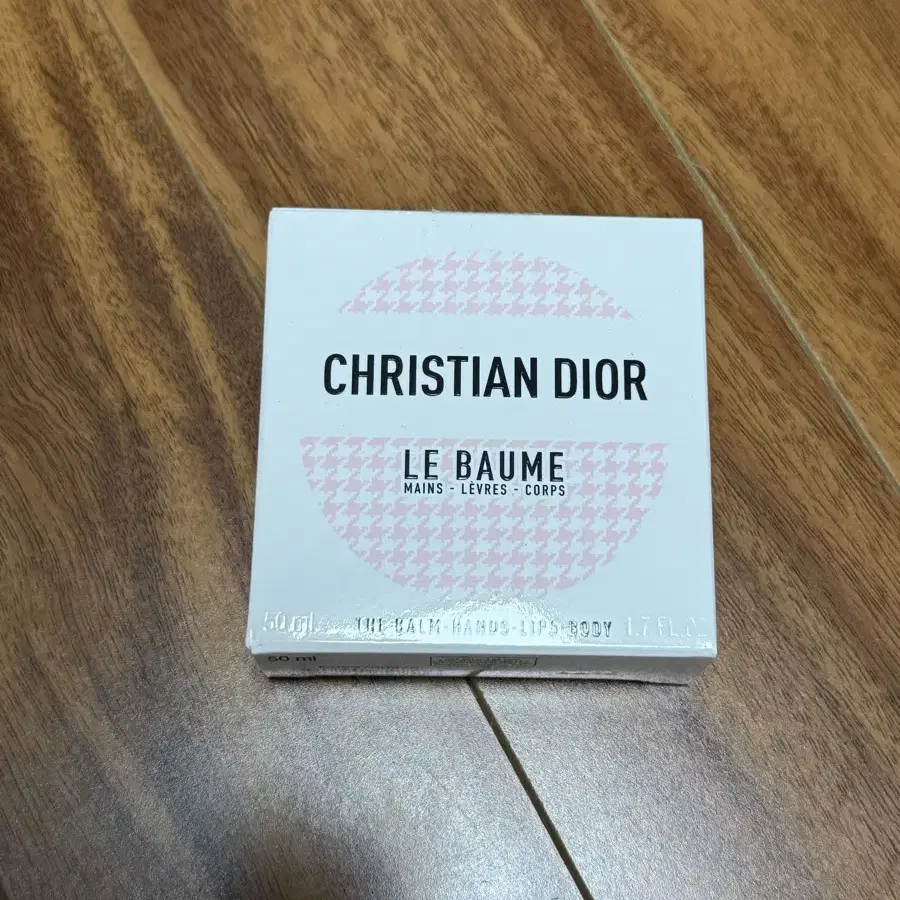 CHRISTIAN DIOR
LE BAUME
MAINS - LÈVRES - CORPS
50 ml THE BALM-HANDS-LIPS-BODY 1.7 FL.
50 ml